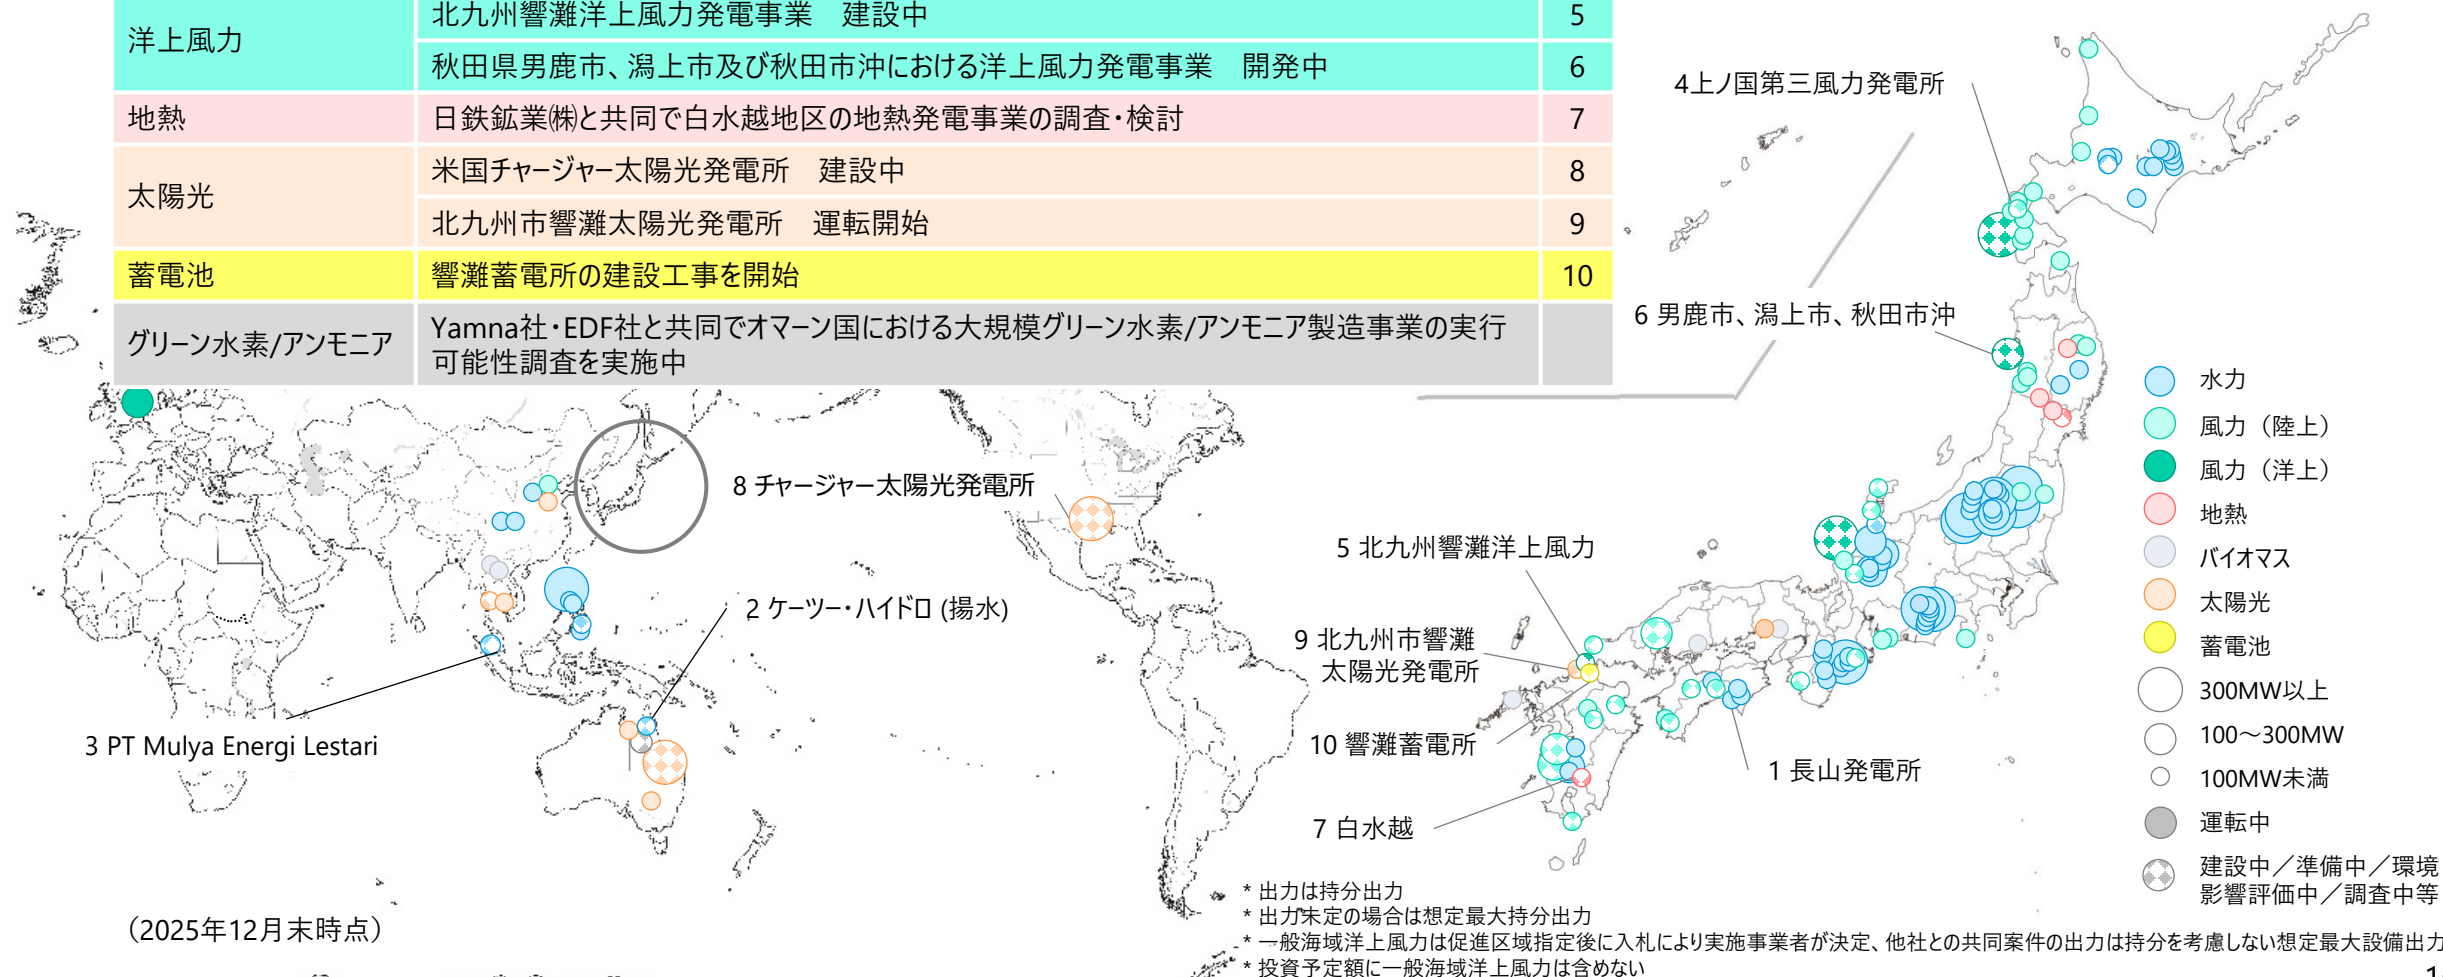 洋上風力
北九州響灘洋上風力発電事業　建設中 5
秋田県男鹿市、潟上市及び秋田市沖における洋上風力発電事業　開発中 6
地熱
日鉄鉱業㈱と共同で白水越地区の地熱発電事業の調査・検討 7
太陽光
米国チャージャー太陽光発電所　建設中 8
北九州市響灘太陽光発電所　運転開始 9
蓄電池
響灘蓄電所の建設工事を開始 10
グリーン水素/アンモニア
Yamna社・EDF社と共同でオマーン国における大規模グリーン水素/アンモニア製造事業の実行
可能性調査を実施中
4上ノ国第三風力発電所
6 男鹿市、潟上市、秋田市沖
8 チャージャー太陽光発電所
5 北九州響灘洋上風力
2 ケーツー・ハイドロ (揚水)
9 北九州市響灘
太陽光発電所
3 PT Mulya Energi Lestari
10 響灘蓄電所
1 長山発電所
7 白水越
水力
風力（陸上）
風力（洋上）
地熱
バイオマス
太陽光
蓄電池
300MW以上
100～300MW
100MW未満
運転中
建設中／準備中／環境
影響評価中／調査中等
（2025年12月末時点）
* 出力は持分出力
* 出力未定の場合は想定最大持分出力
* 一般海域洋上風力は促進区域指定後に入札により実施事業者が決定、他社との共同案件の出力は持分を考慮しない想定最大設備出力
* 投資予定額に一般海域洋上風力は含めない